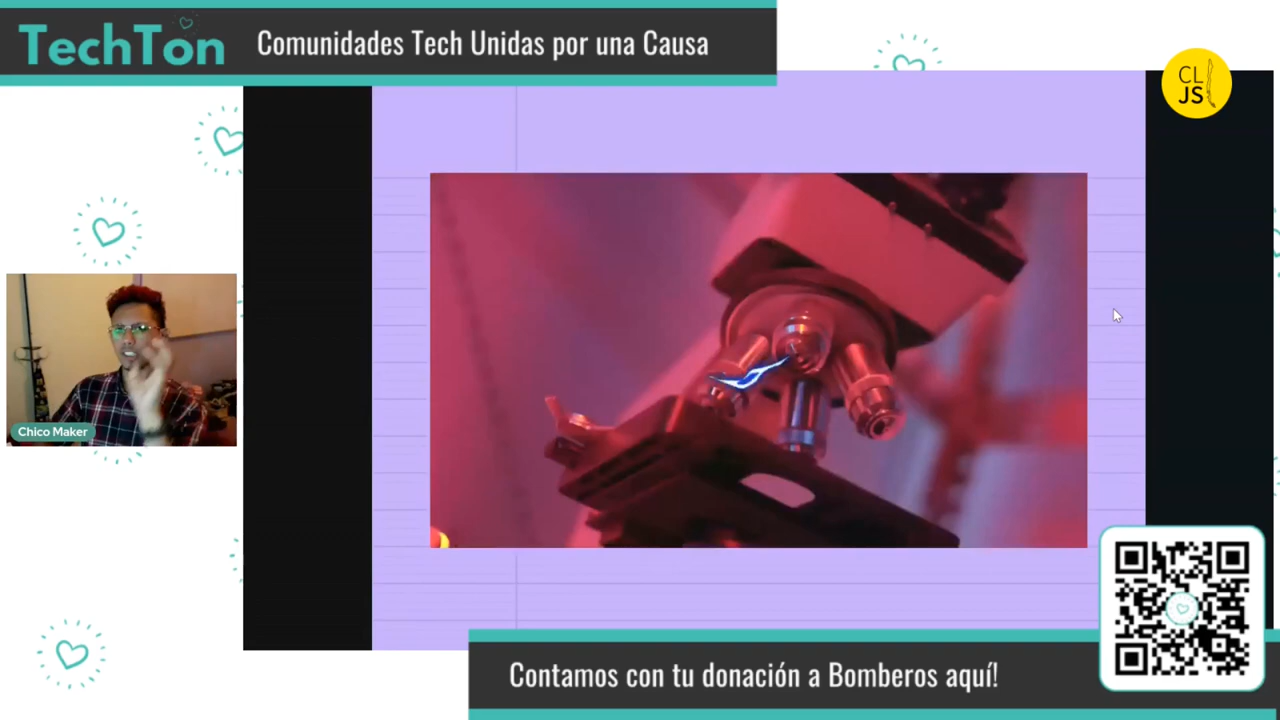 TechTon
Comunidades Tech Unidas por una Causa
CL
JS
Chico Maker
Contamos con tu donación a Bomberos aquí!